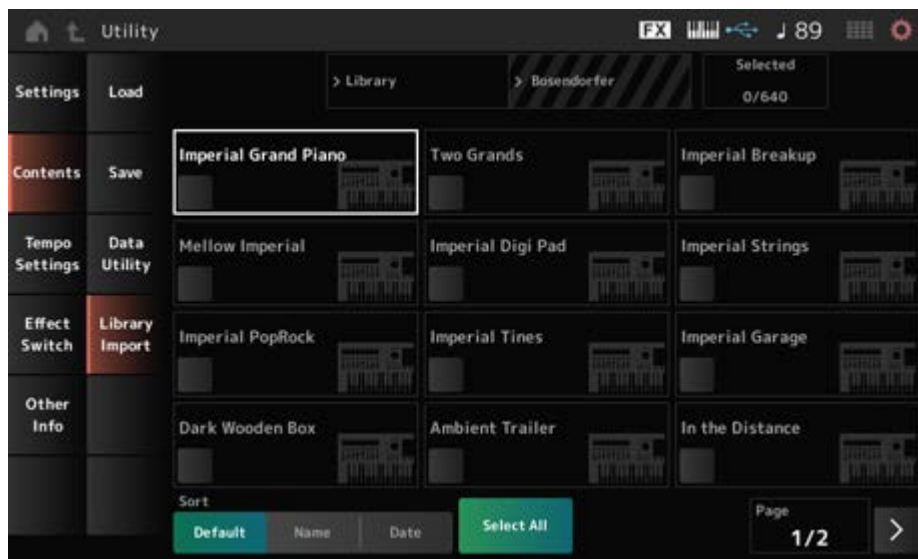 Utility
FX
♩ 89
Settings
Load
> Library
> Bosendorfer
Selected
0/640
Contents
Save
Imperial Grand Piano
Two Grands
Imperial Breakup
Tempo
Settings
Data
Utility
Mellow Imperial
Imperial Digi Pad
Imperial Strings
Effect
Switch
Library
Import
Imperial PopRock
Imperial Tines
Imperial Garage
Other
Info
Dark Wooden Box
Ambient Trailer
In the Distance
Sort
Default
Name
Date
Select All
Page
1/2
>